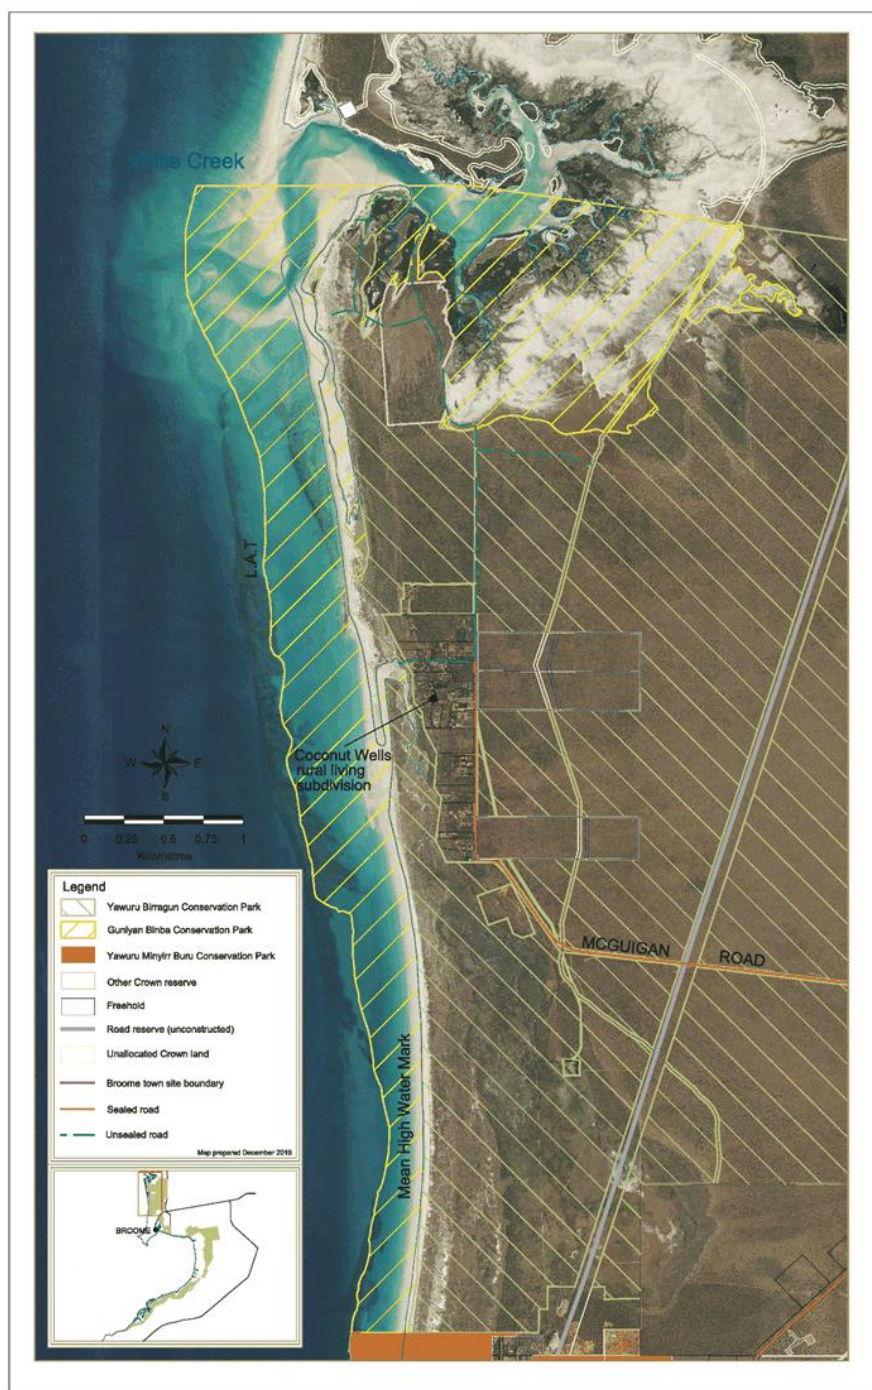 Willie Creek
L.A.T
Coconut Wells
rural living
subdivision
N
W E
S
0 0.25 0.5 0.75 1
Kilometres
MCGUIGAN ROAD
Mean High Water Mark
Legend
Yawuru Birragun Conservation Park
Guniyan Binba Conservation Park
Yawuru Minyirr Buru Conservation Park
Other Crown reserve
Freehold
Road reserve (unconstructed)
Unallocated Crown land
Broome town site boundary
Sealed road
Unsealed road
Map prepared December 2019
BROOME